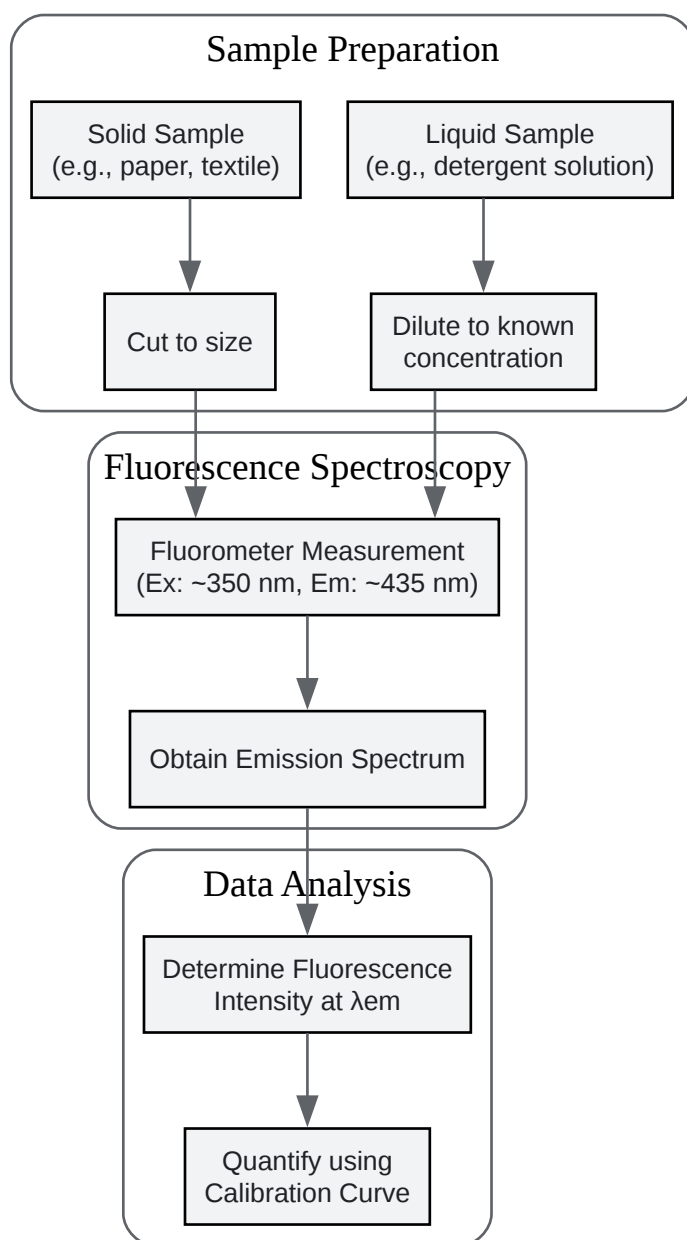 Sample Preparation
Solid Sample
(e.g., paper, textile)
Liquid Sample
(e.g., detergent solution)
Cut to size
Dilute to known
concentration
Fluorescence Spectroscopy
Fluorometer Measurement
(Ex: ~350 nm, Em: ~435 nm)
Obtain Emission Spectrum
Data Analysis
Determine Fluorescence
Intensity at λem
Quantify using
Calibration Curve